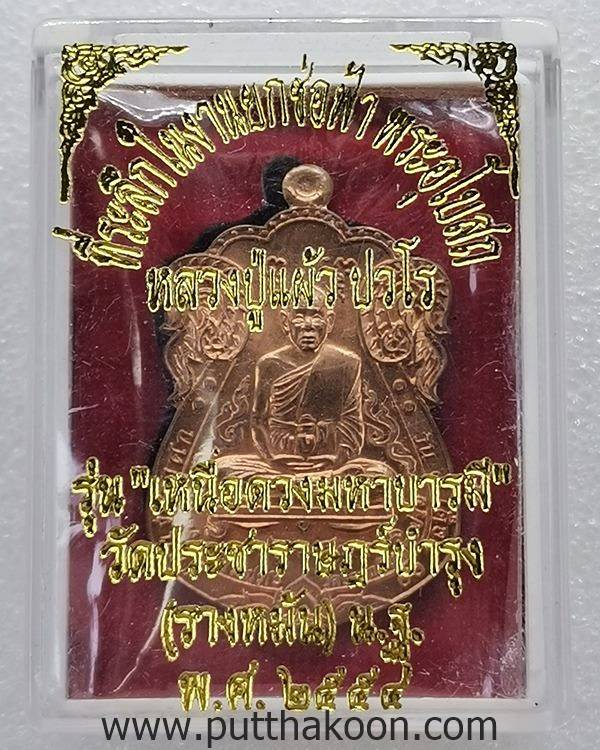 ที่ระลึกในงานยกช่อฟ้า พระอุโบสถ
หลวงปู่แผ้ว ปวโร
รุ่น "เหนือดวงมหาบารมี"
วัดประชาราษฎร์บำรุง
(รางหมัน) น.ฐ.
พ.ศ. ๒๕๕๔
www.putthakoon.com